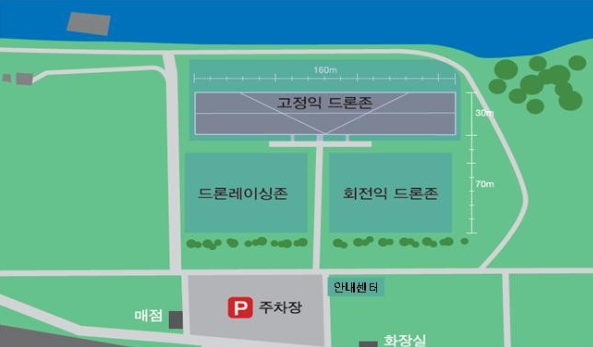 160m
고정익 드론존
30m
드론레이싱존
회전익 드론존
70m
안내센터
P 주차장
매점
화장실